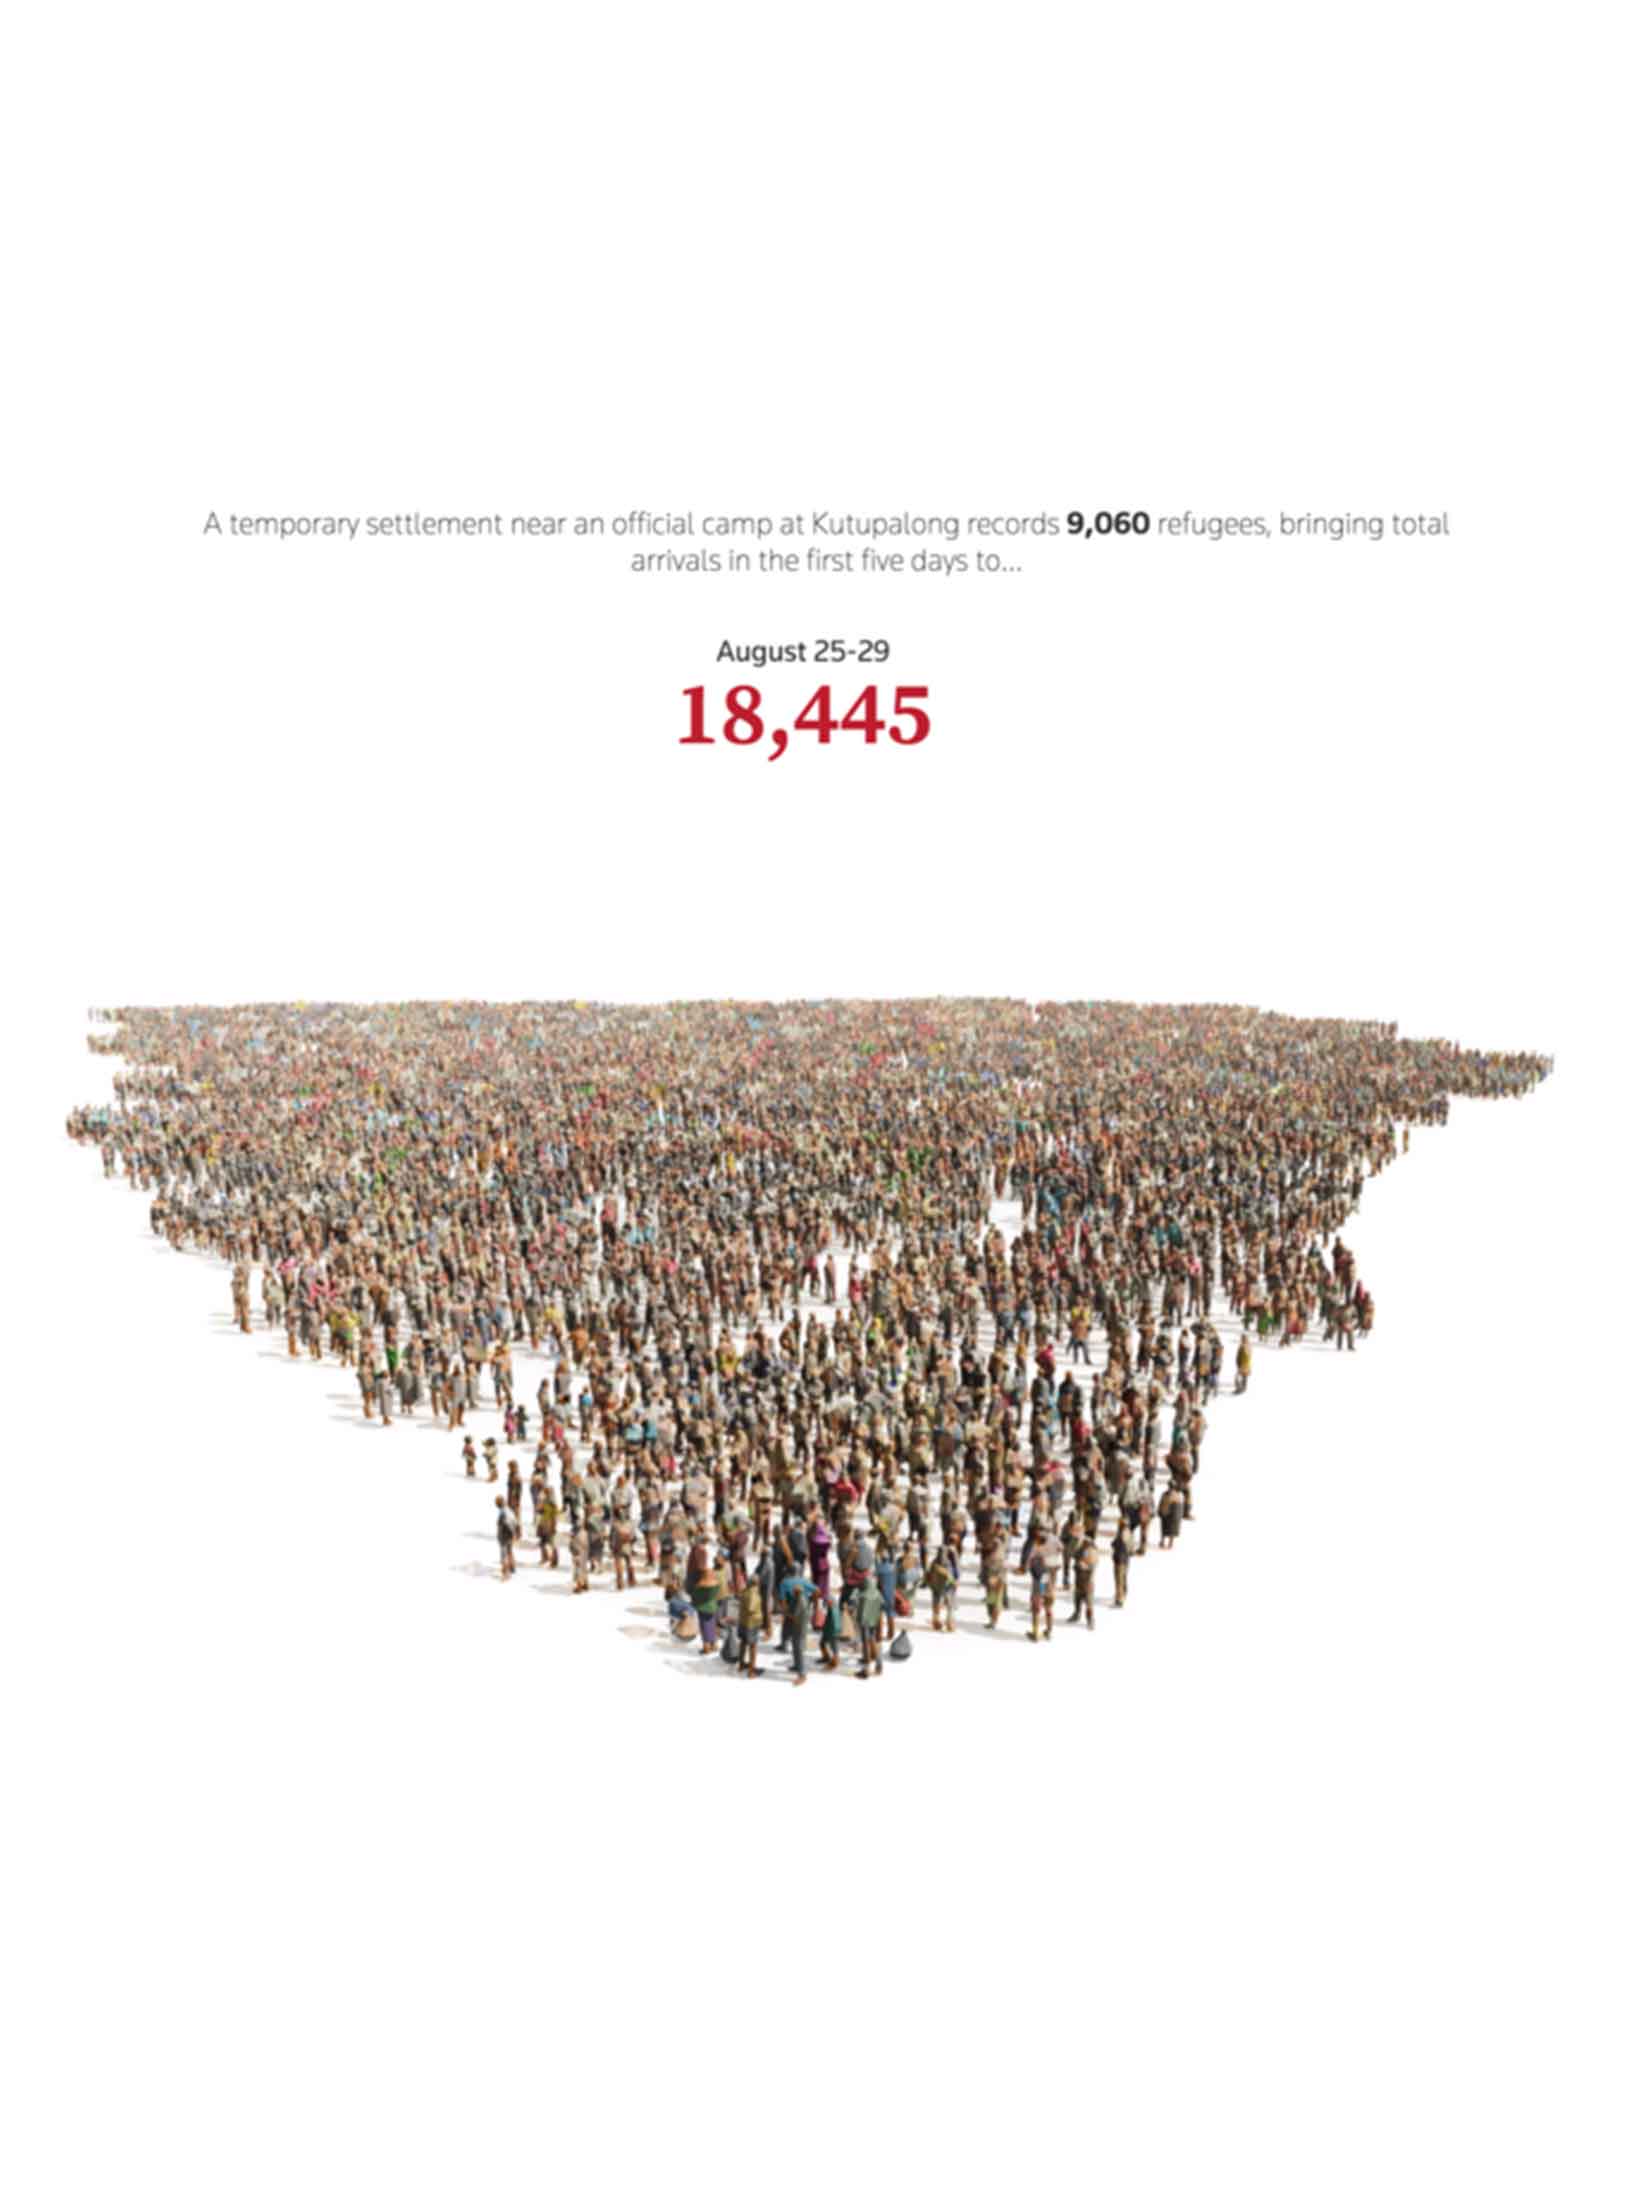 A temporary settlement near an official camp at Kutupalong records 9,060 refugees, bringing total
arrivals in the first five days to...
August 25-29
18,445